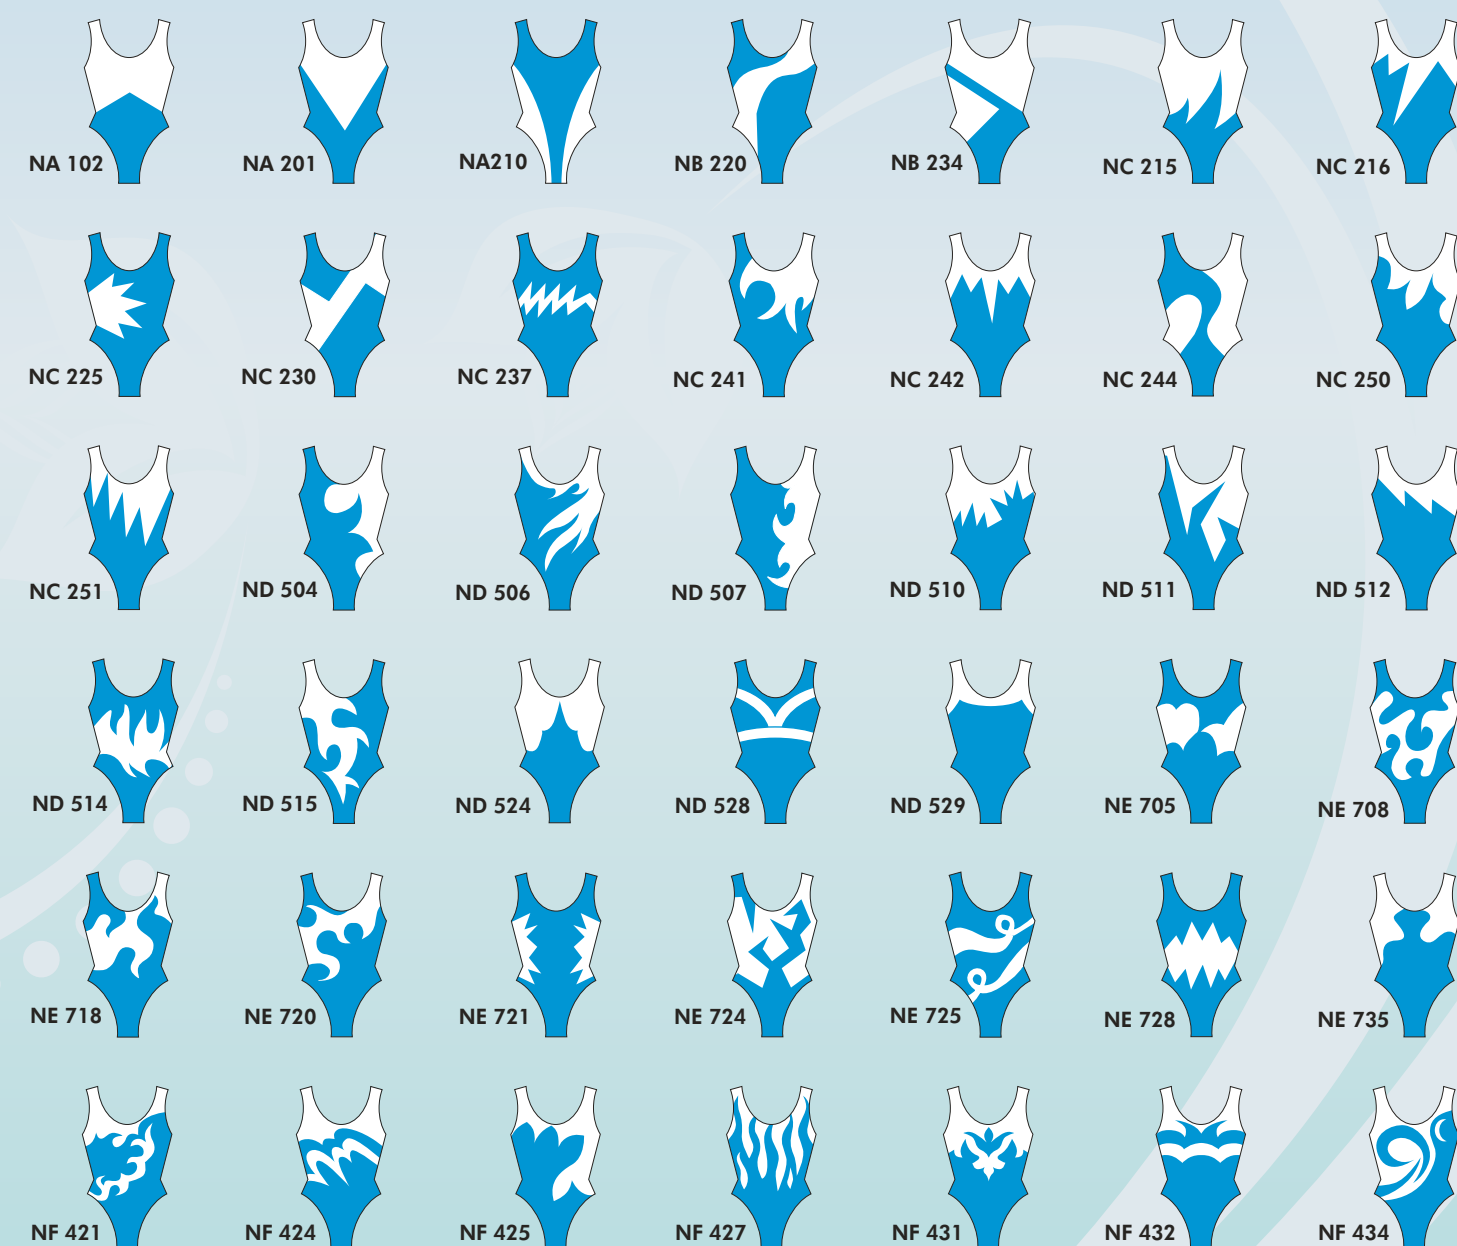 NA 102
NA 201
NA210
NB 220
NB 234
NC 215
NC 216
NC 225
NC 230
NC 237
NC 241
NC 242
NC 244
NC 250
NC 251
ND 504
ND 506
ND 507
ND 510
ND 511
ND 512
ND 514
ND 515
ND 524
ND 528
ND 529
NE 705
NE 708
NE 718
NE 720
NE 721
NE 724
NE 725
NE 728
NE 735
NF 421
NF 424
NF 425
NF 427
NF 431
NF 432
NF 434